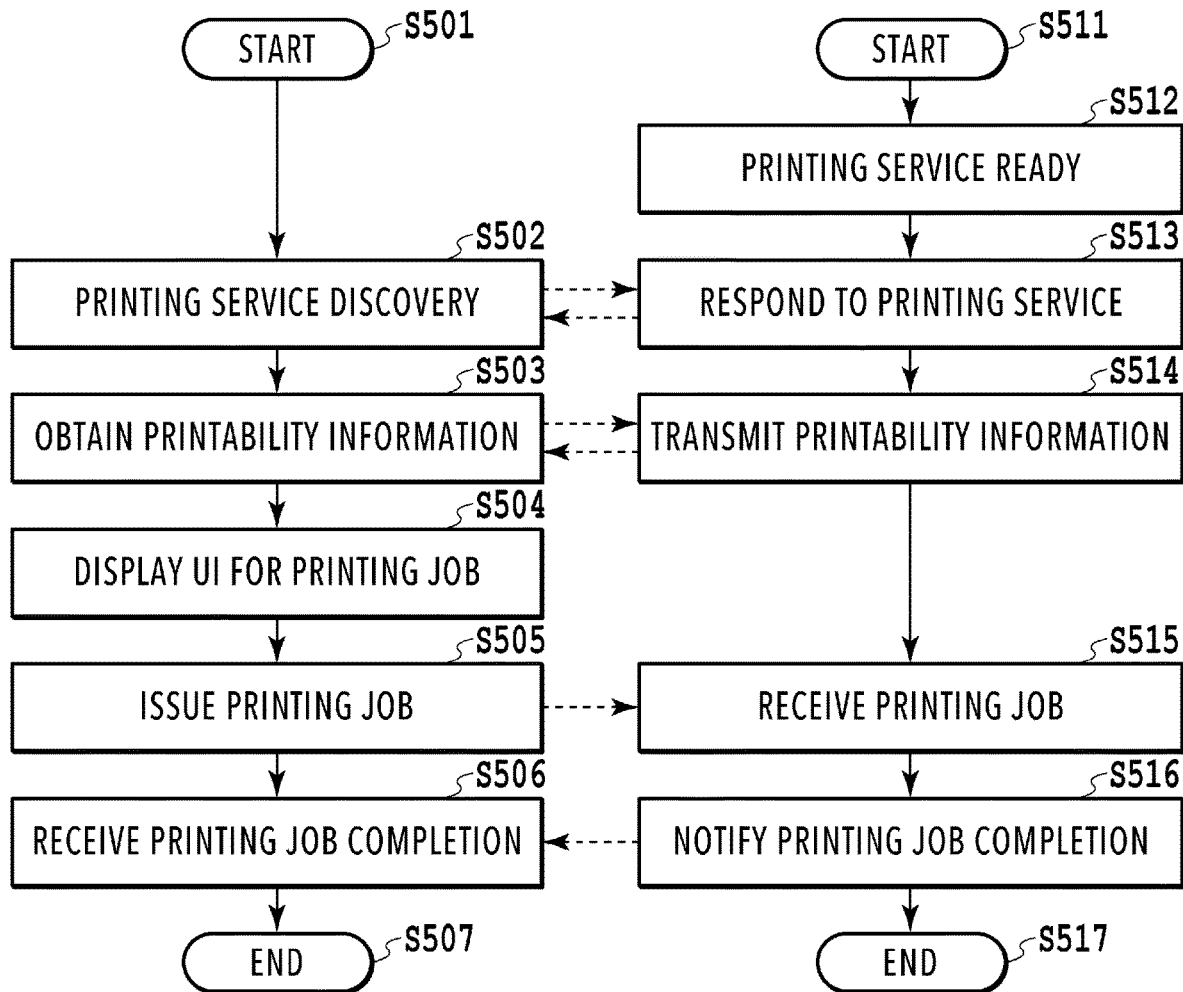 START
S501
S502
PRINTING SERVICE DISCOVERY
S503
OBTAIN PRINTABILITY INFORMATION
S504
DISPLAY UI FOR PRINTING JOB
S505
ISSUE PRINTING JOB
S506
RECEIVE PRINTING JOB COMPLETION
END
S507
START
S511
S512
PRINTING SERVICE READY
S513
RESPOND TO PRINTING SERVICE
S514
TRANSMIT PRINTABILITY INFORMATION
S515
RECEIVE PRINTING JOB
S516
NOTIFY PRINTING JOB COMPLETION
END
S517